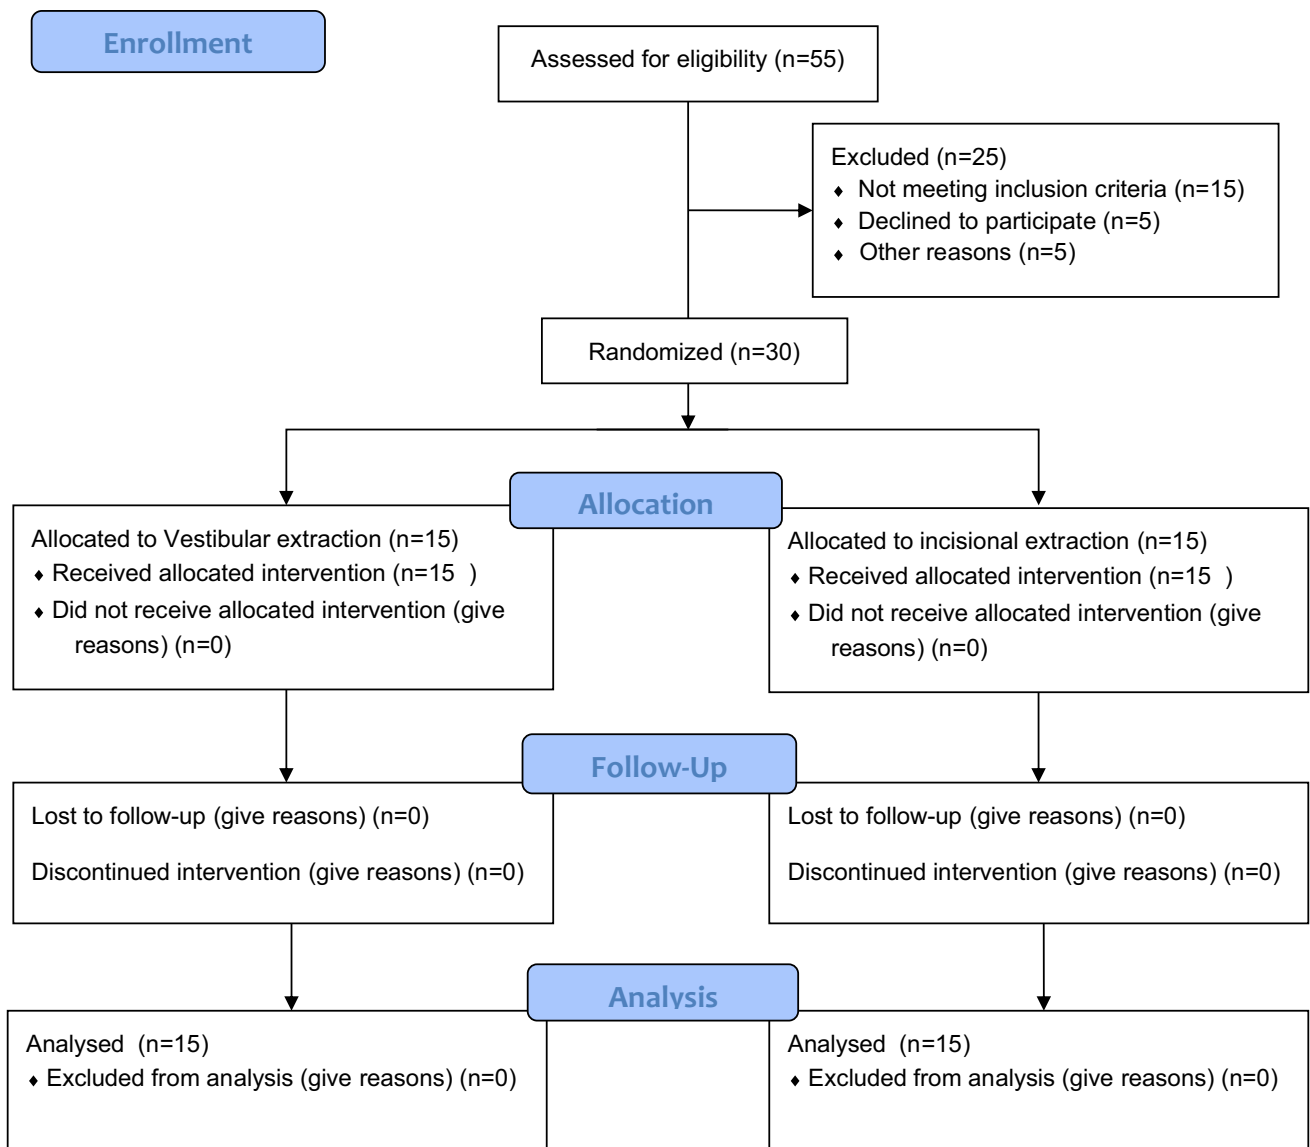 Enrollment
Assessed for eligibility (n=55)
Excluded (n=25)
♦ Not meeting inclusion criteria (n=15)
♦ Declined to participate (n=5)
♦ Other reasons (n=5)
Randomized (n=30)
Allocation
Allocated to Vestibular extraction (n=15)
♦ Received allocated intervention (n=15 )
♦ Did not receive allocated intervention (give
reasons) (n=0)
Allocated to incisional extraction (n=15)
♦ Received allocated intervention (n=15 )
♦ Did not receive allocated intervention (give
reasons) (n=0)
Follow-Up
Lost to follow-up (give reasons) (n=0)
Discontinued intervention (give reasons) (n=0)
Lost to follow-up (give reasons) (n=0)
Discontinued intervention (give reasons) (n=0)
Analysis
Analysed (n=15)
♦ Excluded from analysis (give reasons) (n=0)
Analysed (n=15)
♦ Excluded from analysis (give reasons) (n=0)